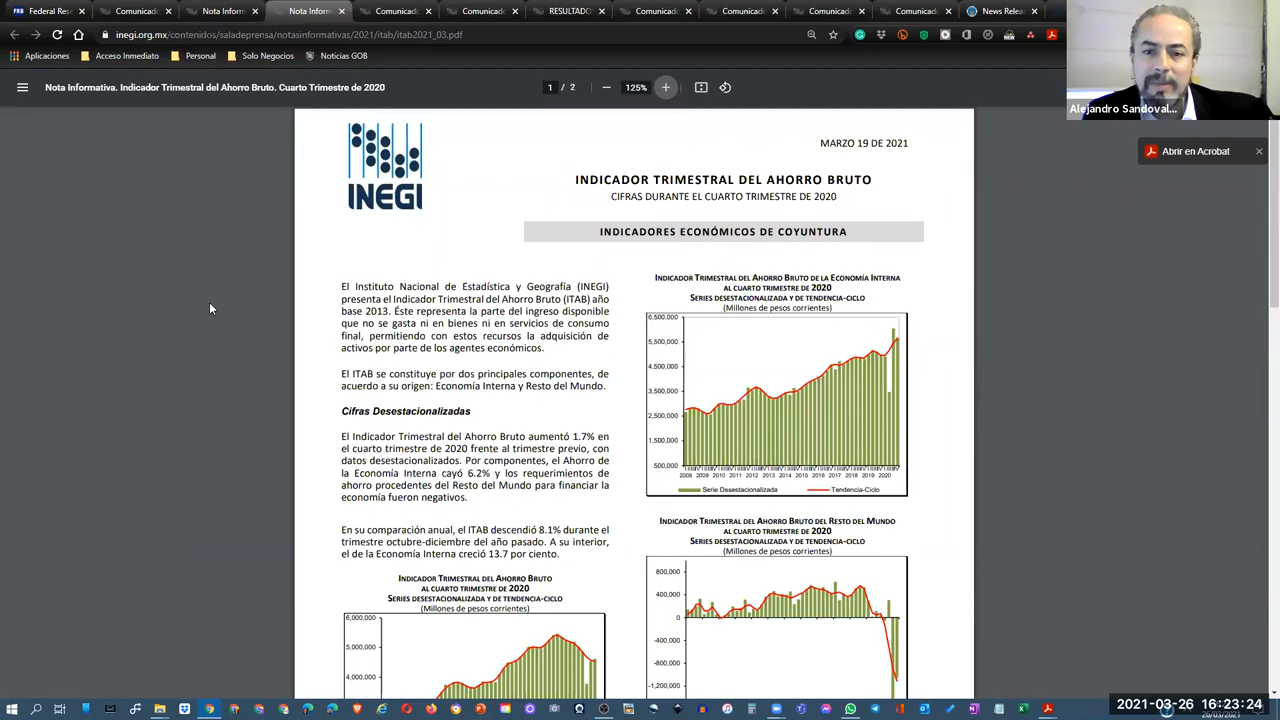 Federal Res
Comunicac
Nota Inform
Nota Inform
Comunicac
Comunicac
RESULTADO
Comunicac
Comunicac
Comunicac
Comunicac
News Relea
inegi.org.mx/contenidos/saladeprensa/notasinformativas/2021/itab/itab2021_03.pdf
Aplicaciones
Acceso Inmediato
Personal
Solo Negocios
Noticias GOB
Nota Informativa. Indicador Trimestral del Ahorro Bruto. Cuarto Trimestre de 2020
1 / 2
125%
Alejandro Sandoval...
Abrir en Acrobat
INEGI
MARZO 19 DE 2021
INDICADOR TRIMESTRAL DEL AHORRO BRUTO
CIFRAS DURANTE EL CUARTO TRIMESTRE DE 2020
INDICADORES ECONÓMICOS DE COYUNTURA
El Instituto Nacional de Estadística y Geografía (INEGI)
presenta el Indicador Trimestral del Ahorro Bruto (ITAB) año
base 2013. Éste representa la parte del ingreso disponible
que no se gasta ni en bienes ni en servicios de consumo
final, permitiendo con estos recursos la adquisición de
activos por parte de los agentes económicos.
El ITAB se constituye por dos principales componentes, de
acuerdo a su origen: Economía Interna y Resto del Mundo.
Cifras Desestacionalizadas
El Indicador Trimestral del Ahorro Bruto aumentó 1.7% en
el cuarto trimestre de 2020 frente al trimestre previo, con
datos desestacionalizados. Por componentes, el Ahorro de
la Economía Interna cayó 6.2% y los requerimientos de
ahorro procedentes del Resto del Mundo para financiar la
economía fueron negativos.
En su comparación anual, el ITAB descendió 8.1% durante el
trimestre octubre-diciembre del año pasado. A su interior,
el de la Economía Interna creció 13.7 por ciento.
INDICADOR TRIMESTRAL DEL AHORRO BRUTO
AL CUARTO TRIMESTRE DE 2020
SERIES DESESTACIONALIZADA Y DE TENDENCIA-CICLO
(Millones de pesos corrientes)
6,000,000
5,000,000
4,000,000
INDICADOR TRIMESTRAL DEL AHORRO BRUTO DE LA ECONOMÍA INTERNA
AL CUARTO TRIMESTRE DE 2020
SERIES DESESTACIONALIZADA Y DE TENDENCIA-CICLO
(Millones de pesos corrientes)
6,500,000
5,500,000
4,500,000
3,500,000
2,500,000
1,500,000
500,000
2008 2009 2010 2011 2012 2013 2014 2015 2016 2017 2018 2019 2020
Serie Desestacionalizada Tendencia-Ciclo
INDICADOR TRIMESTRAL DEL AHORRO BRUTO DEL RESTO DEL MUNDO
AL CUARTO TRIMESTRE DE 2020
SERIES DESESTACIONALIZADA Y DE TENDENCIA-CICLO
(Millones de pesos corrientes)
800,000
400,000
0
-400,000
-800,000
-1,200,000
2021-03-26 16:23:24
26/03/2021